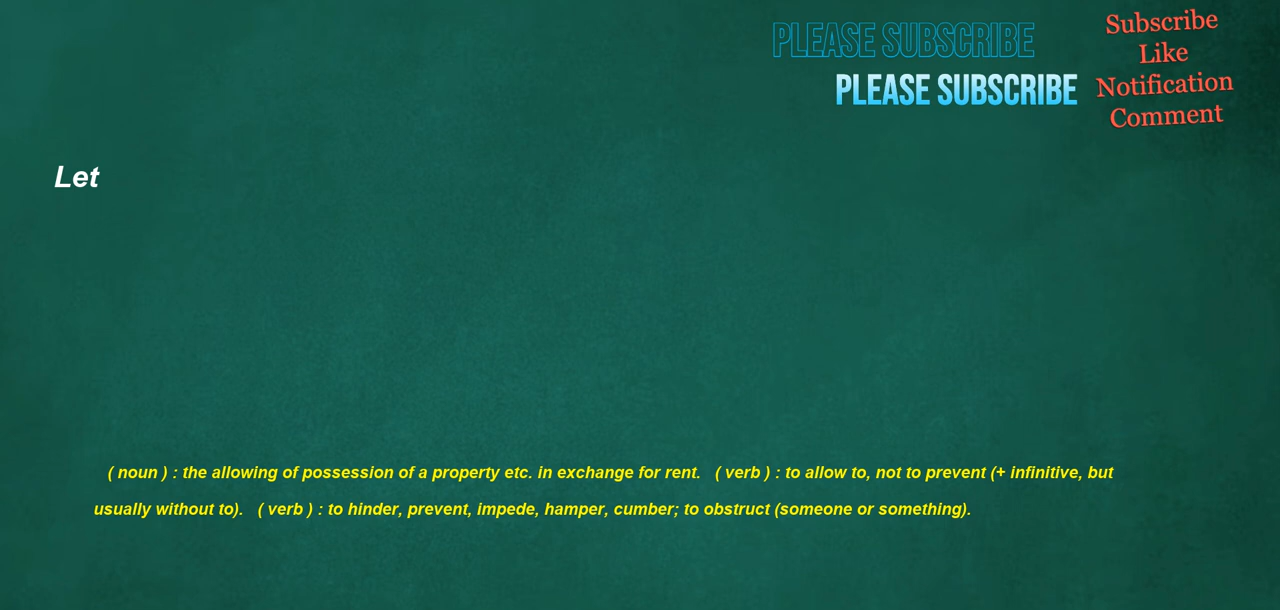 PLEASE SUBSCRIBE
PLEASE SUBSCRIBE
Subscribe
Like
Notification
Comment
Let
( noun ) : the allowing of possession of a property etc. in exchange for rent. ( verb ) : to allow to, not to prevent (+ infinitive, but
usually without to). ( verb ) : to hinder, prevent, impede, hamper, cumber; to obstruct (someone or something).